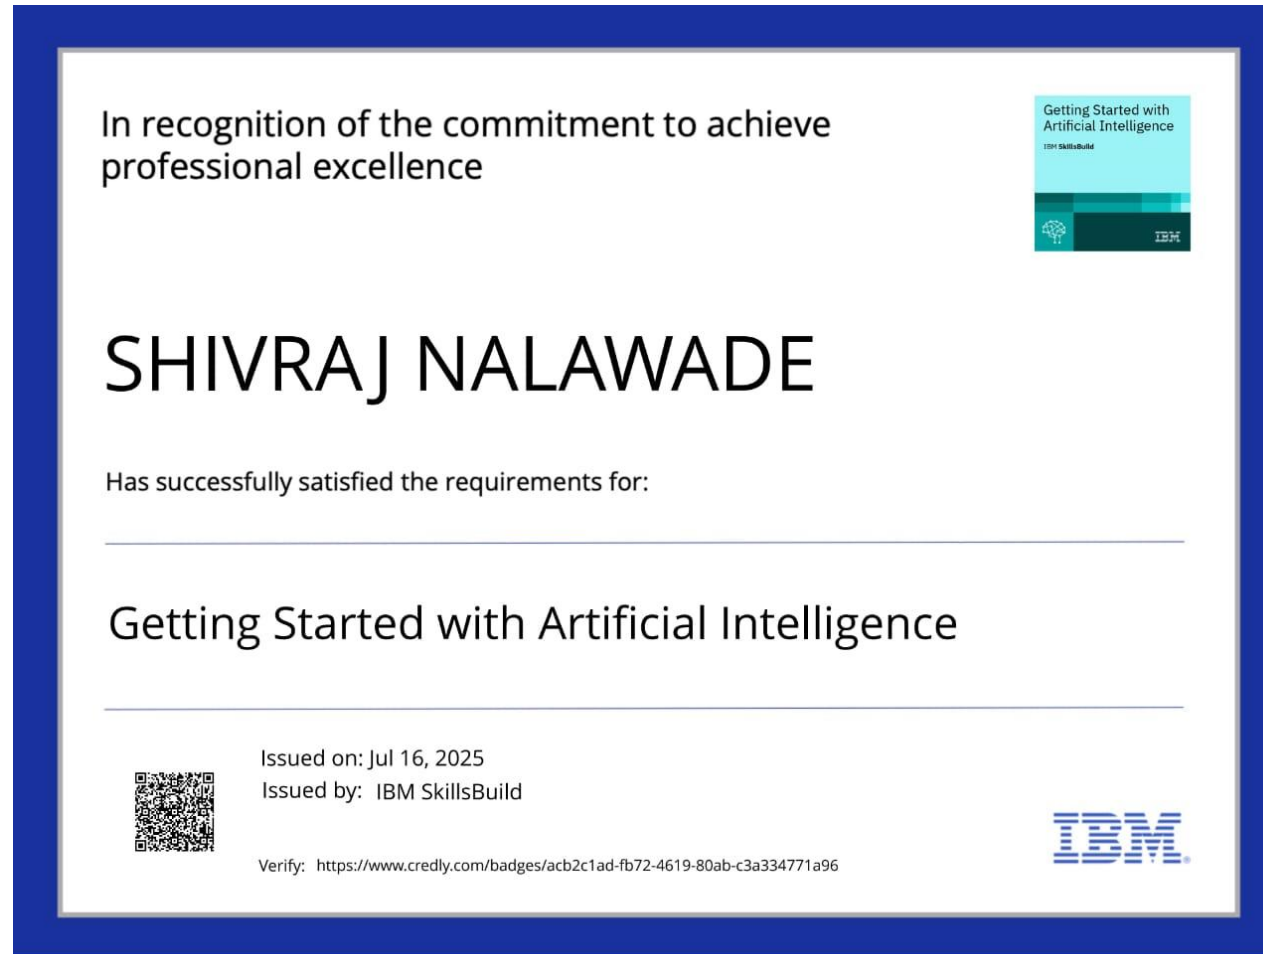 In recognition of the commitment to achieve
professional excellence
Getting Started with
Artificial Intelligence
IBM SkillsBuild
IBM
SHIVRAJ NALAWADE
Has successfully satisfied the requirements for:
Getting Started with Artificial Intelligence
Issued on: Jul 16, 2025
Issued by: IBM SkillsBuild
Verify: https://www.credly.com/badges/acb2c1ad-fb72-4619-80ab-c3a334771a96
IBM®